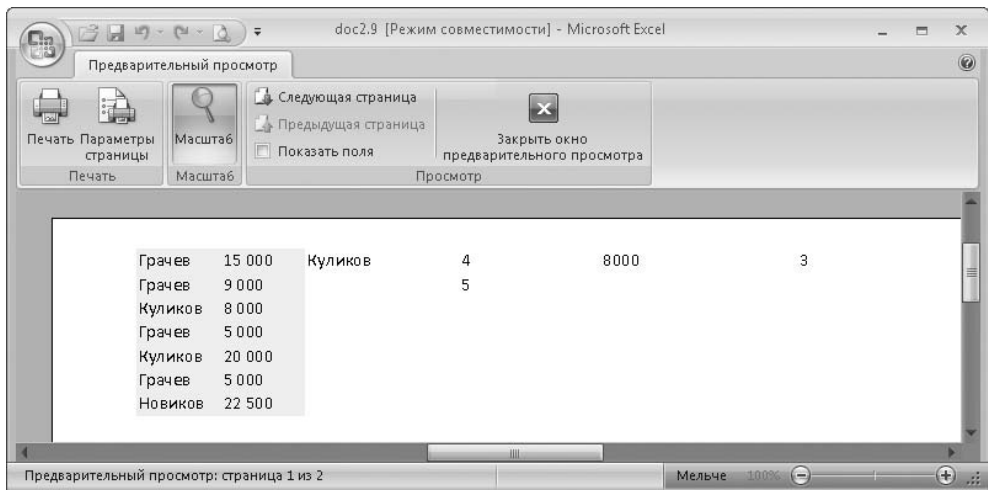 doc2.9 [Режим совместимости] - Microsoft Excel
Предварительный просмотр
Печать
Параметры страницы
Масштаб
Следующая страница
Предыдущая страница
Показать поля
Закрыть окно
предварительного просмотра
Печать
Масштаб
Просмотр
Грачев 15 000 Куликов 4 8000 3
Грачев 9 000 5
Куликов 8 000
Грачев 5 000
Куликов 20 000
Грачев 5 000
Новиков 22 500
Предварительный просмотр: страница 1 из 2
Мельче 100%